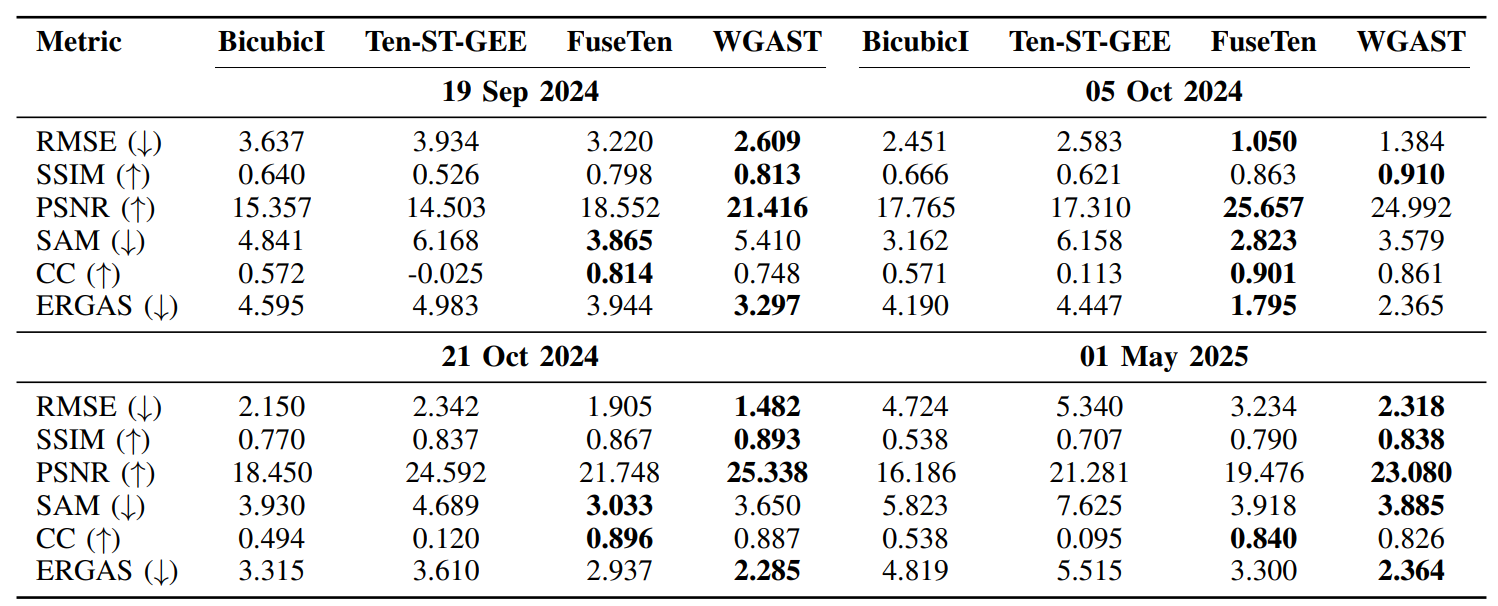 Metric BicubicI Ten-ST-GEE FuseTen WGAST BicubicI Ten-ST-GEE FuseTen WGAST
19 Sep 2024 05 Oct 2024
RMSE (↓) 3.637 3.934 3.220 2.609 2.451 2.583 1.050 1.384
SSIM (↑) 0.640 0.526 0.798 0.813 0.666 0.621 0.863 0.910
PSNR (↑) 15.357 14.503 18.552 21.416 17.765 17.310 25.657 24.992
SAM (↓) 4.841 6.168 3.865 5.410 3.162 6.158 2.823 3.579
CC (↑) 0.572 -0.025 0.814 0.748 0.571 0.113 0.901 0.861
ERGAS (↓) 4.595 4.983 3.944 3.297 4.190 4.447 1.795 2.365
21 Oct 2024 01 May 2025
RMSE (↓) 2.150 2.342 1.905 1.482 4.724 5.340 3.234 2.318
SSIM (↑) 0.770 0.837 0.867 0.893 0.538 0.707 0.790 0.838
PSNR (↑) 18.450 24.592 21.748 25.338 16.186 21.281 19.476 23.080
SAM (↓) 3.930 4.689 3.033 3.650 5.823 7.625 3.918 3.885
CC (↑) 0.494 0.120 0.896 0.887 0.538 0.095 0.840 0.826
ERGAS (↓) 3.315 3.610 2.937 2.285 4.819 5.515 3.300 2.364